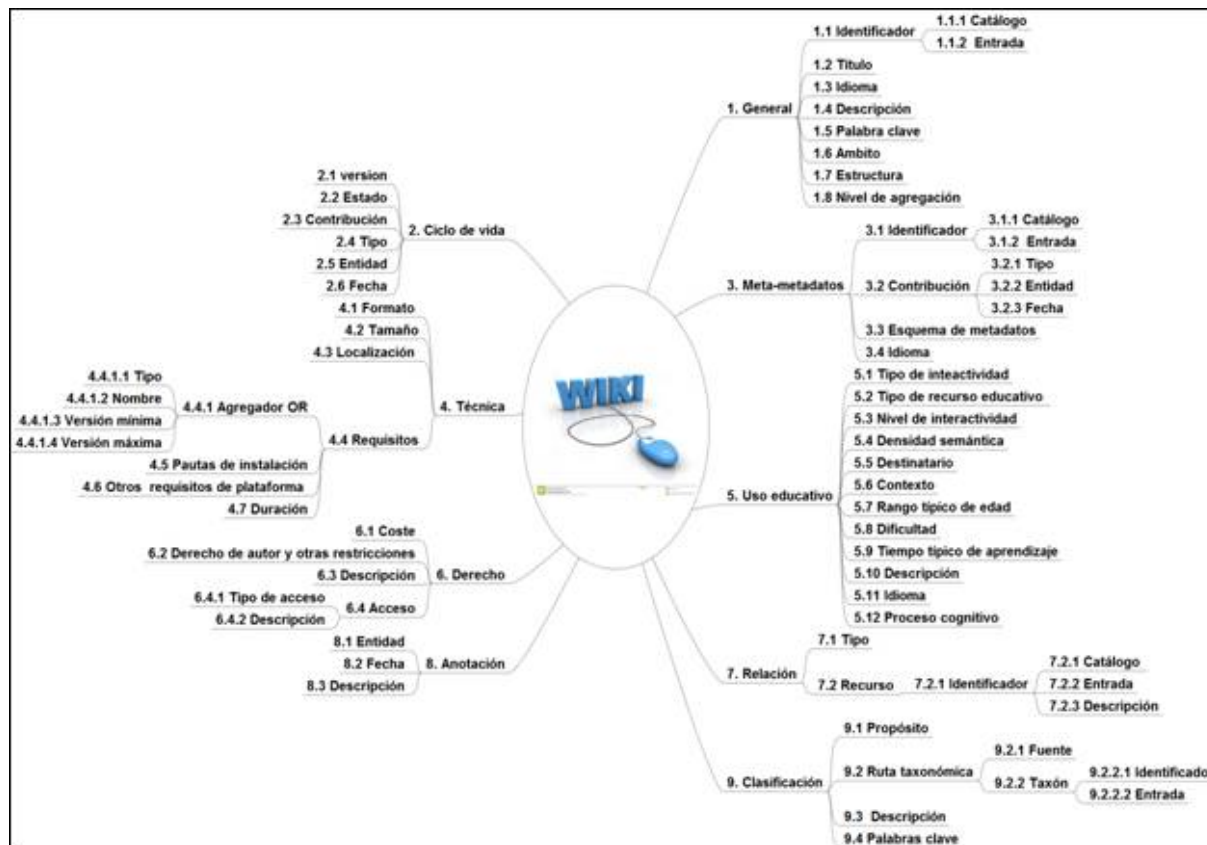 1. General
1.1 Identificador
1.1.1 Catálogo
1.1.2 Entrada
1.2 Título
1.3 Idioma
1.4 Descripción
1.5 Palabra clave
1.6 Ambito
1.7 Estructura
1.8 Nivel de agregación
2. Ciclo de vida
2.1 version
2.2 Estado
2.3 Contribución
2.4 Tipo
2.5 Entidad
2.6 Fecha
3. Meta-metadatos
3.1 Identificador
3.1.1 Catálogo
3.1.2 Entrada
3.2 Contribución
3.2.1 Tipo
3.2.2 Entidad
3.2.3 Fecha
3.3 Esquema de metadatos
3.4 Idioma
WIKI
4. Técnica
4.1 Formato
4.2 Tamaño
4.3 Localización
4.4 Requisitos
4.4.1 Agregador OR
4.4.1.1 Tipo
4.4.1.2 Nombre
4.4.1.3 Versión mínima
4.4.1.4 Versión máxima
4.5 Pautas de instalación
4.6 Otros requisitos de plataforma
4.7 Duración
5. Uso educativo
5.1 Tipo de inteactividad
5.2 Tipo de recurso educativo
5.3 Nivel de interactividad
5.4 Densidad semántica
5.5 Destinatario
5.6 Contexto
5.7 Rango típico de edad
5.8 Dificultad
5.9 Tiempo típico de aprendizaje
5.10 Descripción
5.11 Idioma
5.12 Proceso cognitivo
6. Derecho
6.1 Coste
6.2 Derecho de autor y otras restricciones
6.3 Descripción
6.4 Acceso
6.4.1 Tipo de acceso
6.4.2 Descripción
7. Relación
7.1 Tipo
7.2 Recurso
7.2.1 Identificador
7.2.1 Catálogo
7.2.2 Entrada
7.2.3 Descripción
8. Anotación
8.1 Entidad
8.2 Fecha
8.3 Descripción
9. Clasificación
9.1 Propósito
9.2 Ruta taxonómica
9.2.1 Fuente
9.2.2 Taxón
9.2.2.1 Identificado
9.2.2.2 Entrada
9.3 Descripción
9.4 Palabras clave